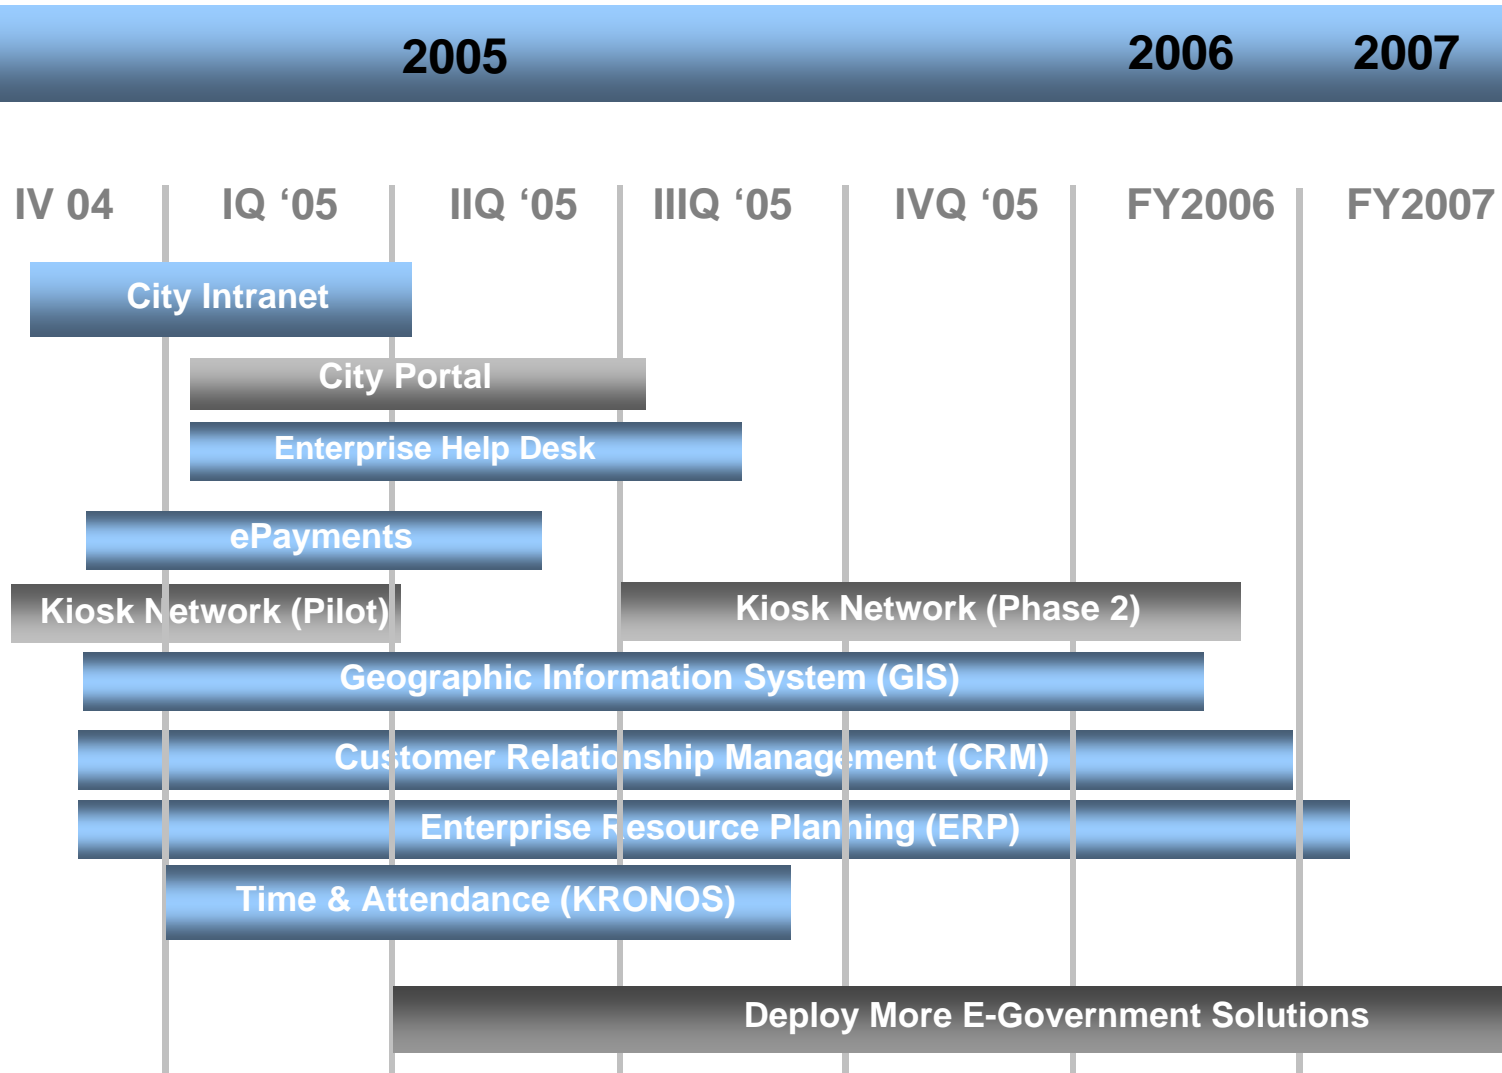 2005 2006 2007
IV 04 IQ ‘05 IIQ ‘05 IIIQ ‘05 IVQ ‘05 FY2006 FY2007
City Intranet
City Portal
Enterprise Help Desk
ePayments
Kiosk Network (Pilot) Kiosk Network (Phase 2)
Geographic Information System (GIS)
Customer Relationship Management (CRM)
Enterprise Resource Planning (ERP)
Time & Attendance (KRONOS)
Deploy More E-Government Solutions